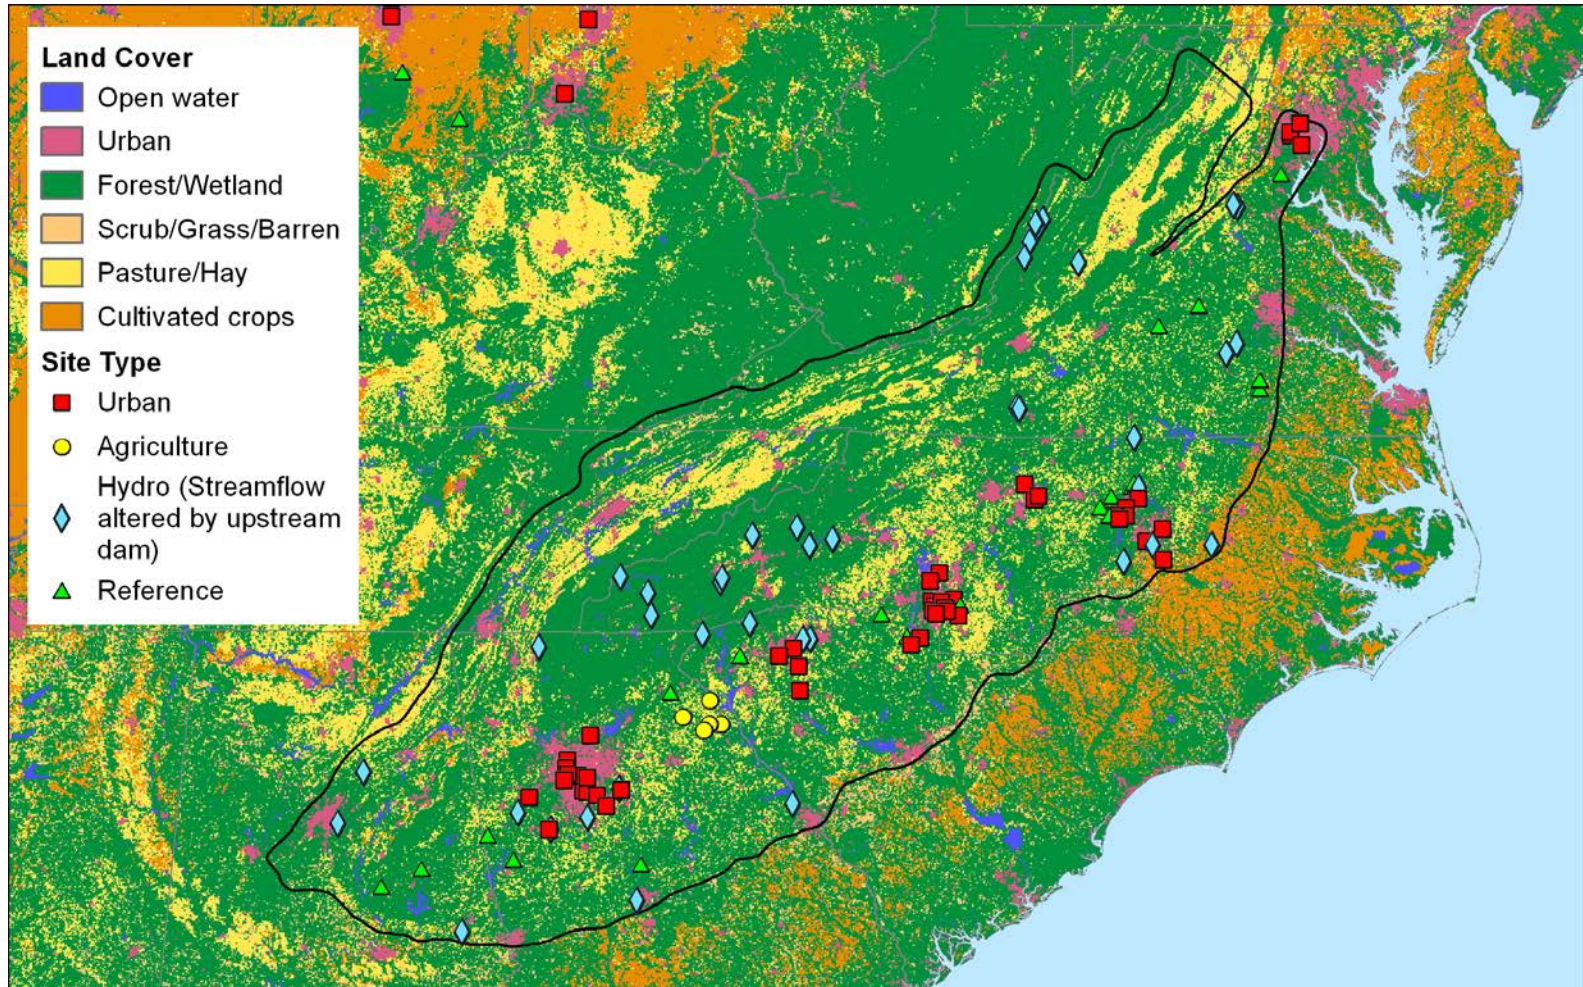 Land Cover
Open water
Urban
Forest/Wetland
Scrub/Grass/Barren
Pasture/Hay
Cultivated crops
Site Type
Urban
Agriculture
Hydro (Streamflow
altered by upstream
dam)
Reference